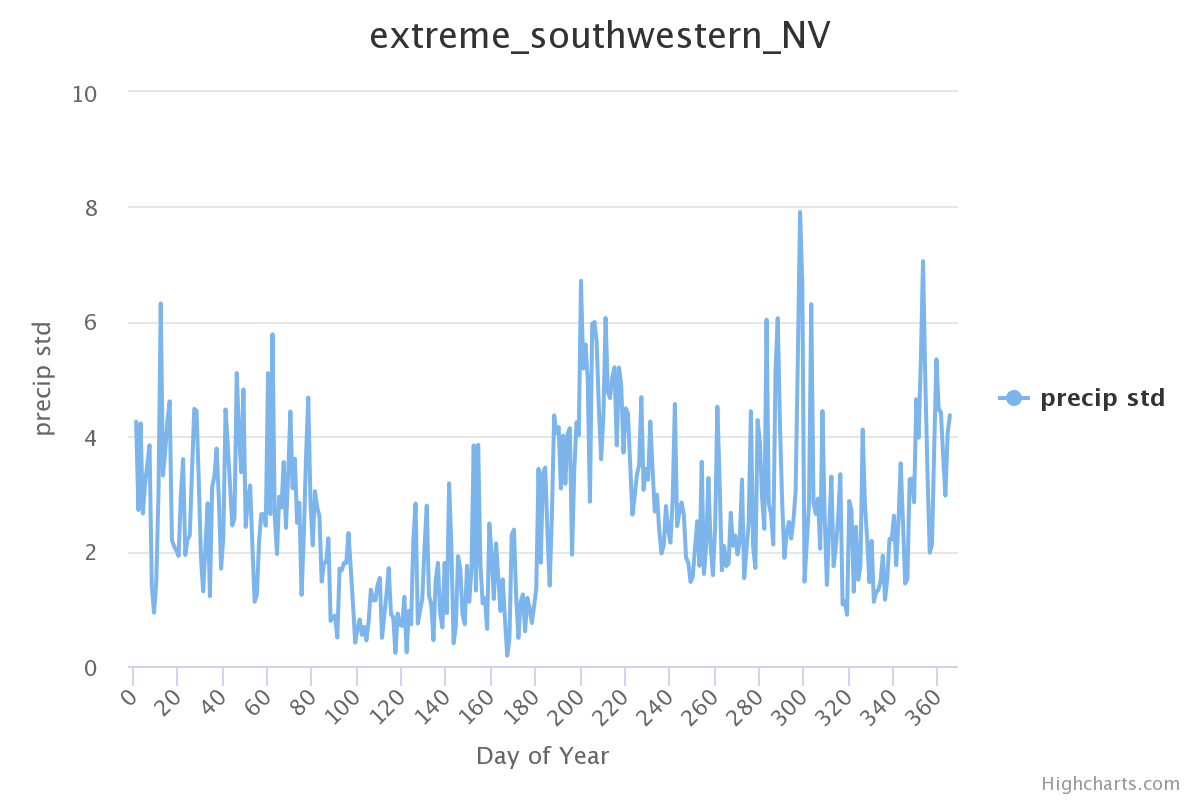 extreme_southwestern_NV
10
8
6
4
2
0
precip std
0 20 40 60 80 100 120 140 160 180 200 220 240 260 280 300 320 340 360
Day of Year
precip std
Highcharts.com